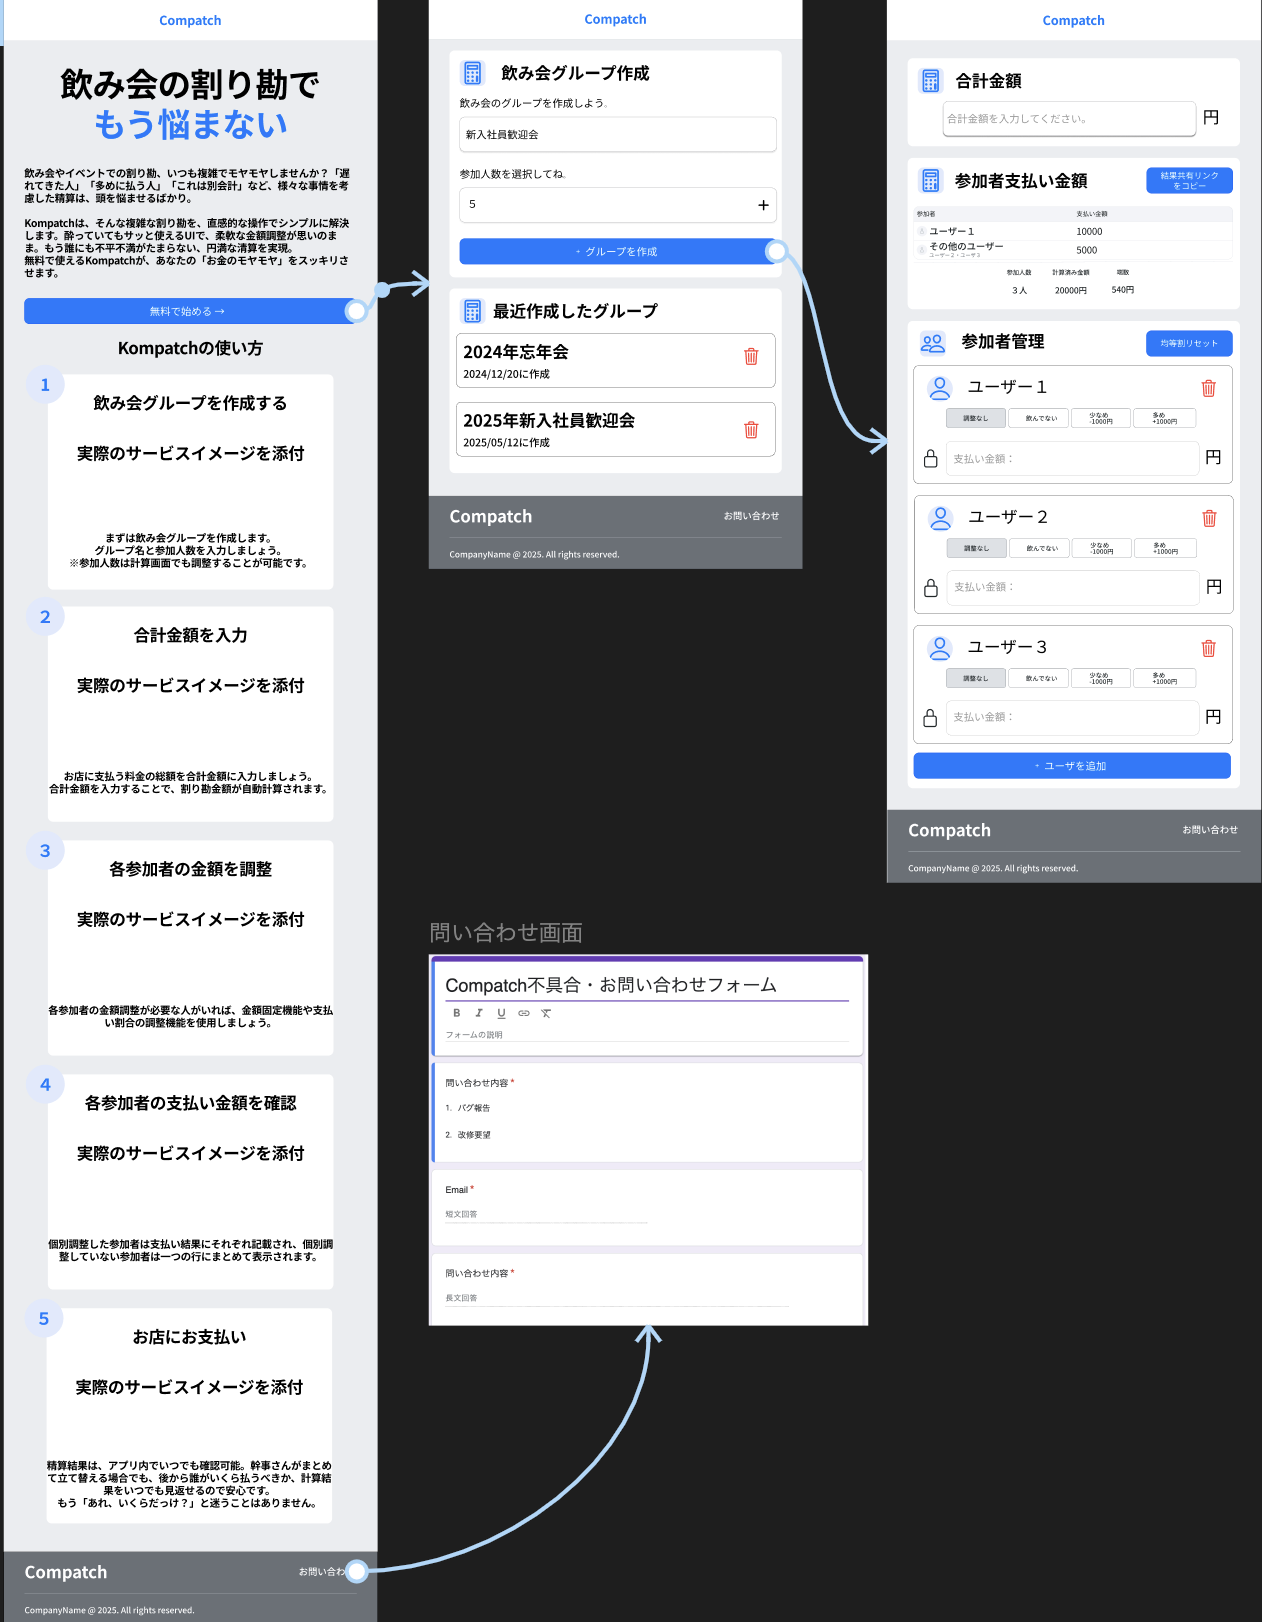 Compatch
飲み会の割り勘で
もう悩まない
飲み会やイベントでの割り勘、いつも複雑でモヤモヤしませんか？「遅
れてきた人」「多めに払う人」「これは別会計」など、様々な事情を考
慮した精算は、頭を悩ませるばかり。
Kompatchは、そんな複雑な割り勘を、直感的な操作でシンプルに解決
します。酔っていてもサッと使えるUIで、柔軟な金額調整が思いのま
ま。もう誰にも不平不満がたまらない、円満な清算を実現。
無料で使えるKompatchが、あなたの「お金のモヤモヤ」をスッキリさ
せます。
無料で始める →
Kompatchの使い方
1
飲み会グループを作成する
実際のサービスイメージを添付
まずは飲み会グループを作成します。
グループ名と参加人数を入力しましょう。
※参加人数は計算画面でも調整することが可能です。
2
合計金額を入力
実際のサービスイメージを添付
お店に支払う料金の総額を合計金額に入力しましょう。
合計金額を入力することで、割り勘金額が自動計算されます。
3
各参加者の金額を調整
実際のサービスイメージを添付
各参加者の金額調整が必要な人がいれば、金額固定機能や支払
い割合の調整機能を使用しましょう。
4
各参加者の支払い金額を確認
実際のサービスイメージを添付
個別調整した参加者は支払い結果にそれぞれ記載され、個別調
整していない参加者は一つの行にまとめて表示されます。
5
お店にお支払い
実際のサービスイメージを添付
精算結果は、アプリ内でいつでも確認可能。幹事さんがまとめ
て立て替える場合でも、後から誰がいくら払うべきか、計算結
果をいつでも見返せるので安心です。
もう「あれ、いくらだっけ？」と迷うことはありません。
Compatch
お問い合わ
CompanyName @ 2025. All rights reserved.
Compatch
飲み会グループ作成
飲み会のグループを作成しよう。
新入社員歓迎会
参加人数を選択してね。
5
+
+ グループを作成
最近作成したグループ
2024年忘年会
2024/12/20に作成
2025年新入社員歓迎会
2025/05/12に作成
Compatch
お問い合わせ
CompanyName @ 2025. All rights reserved.
Compatch
合計金額
合計金額を入力してください。
円
参加者支払い金額
結果共有リンク
をコピー
参加者
支払い金額
ユーザー１
10000
その他のユーザー
ユーザー２・ユーザ３
5000
参加人数
計算済み金額
端数
３人
20000円
540円
参加者管理
均等割リセット
ユーザー１
調整なし
飲んでない
少なめ
-1000円
多め
+1000円
支払い金額：
円
ユーザー２
調整なし
飲んでない
少なめ
-1000円
多め
+1000円
支払い金額：
円
ユーザー３
調整なし
飲んでない
少なめ
-1000円
多め
+1000円
支払い金額：
円
+ ユーザを追加
Compatch
お問い合わせ
CompanyName @ 2025. All rights reserved.
問い合わせ画面
Compatch不具合・お問い合わせフォーム
B I U
フォームの説明
問い合わせ内容 *
1. バグ報告
2. 改修要望
Email *
短文回答
問い合わせ内容 *
長文回答